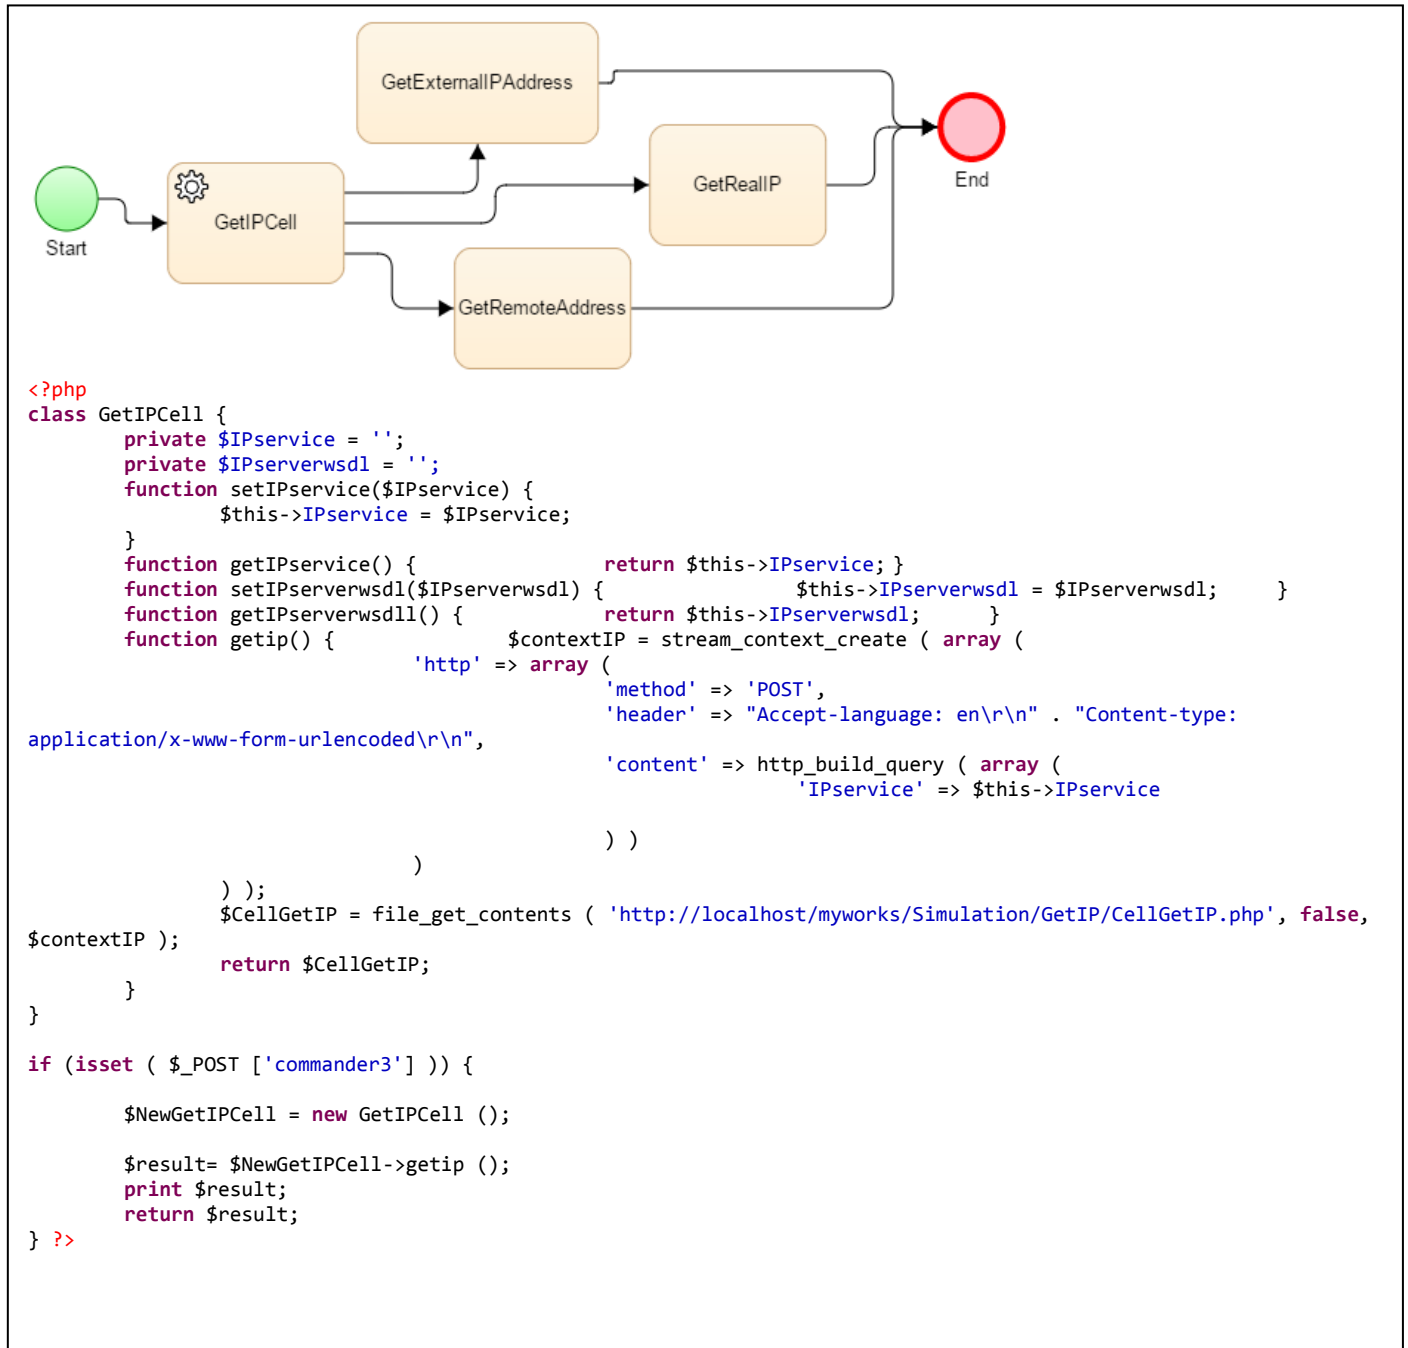 GetExternalIPAddress
GetRealIP
End
GetIPCell
Start
GetRemoteAddress
<?php
class GetIPCell {
private $IPservice = '';
private $IPserverwsdl = '';
function setIPservice($IPservice) {
$this->IPservice = $IPservice;
}
function getIPservice() { return $this->IPservice; }
function setIPserverwsdl($IPserverwsdl) { $this->IPserverwsdl = $IPserverwsdl; }
function getIPserverwsdll() { return $this->IPserverwsdl; }
function getip() { $contextIP = stream_context_create ( array (
'http' => array (
'method' => 'POST',
'header' => "Accept-language: en\r\n" . "Content-type:
application/x-www-form-urlencoded\r\n",
'content' => http_build_query ( array (
'IPservice' => $this->IPservice
) )
)
) );
$CellGetIP = file_get_contents ( 'http://localhost/myworks/Simulation/GetIP/CellGetIP.php', false,
$contextIP );
return $CellGetIP;
}
}
if (isset ( $_POST ['commander3'] )) {
$NewGetIPCell = new GetIPCell ();
$result= $NewGetIPCell->getip ();
print $result;
return $result;
} ?>